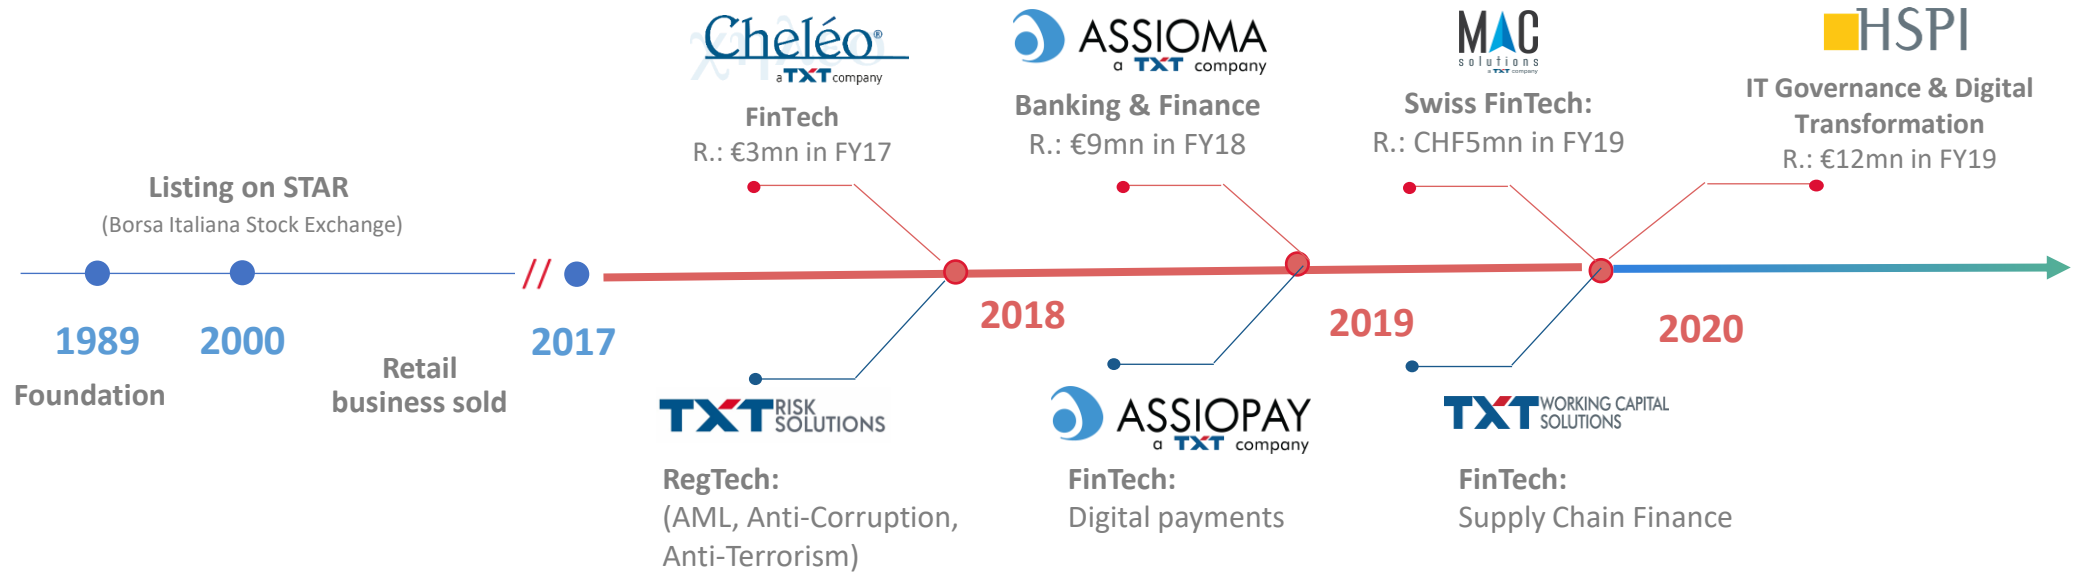 Cheléo®
a TXT company
FinTech
R.: €3mn in FY17
ASSIOMA
a TXT company
Banking & Finance
R.: €9mn in FY18
MAC
solutions
a TXT company
Swiss FinTech:
R.: CHF5mn in FY19
HSPI
IT Governance & Digital
Transformation
R.: €12mn in FY19
Listing on STAR
(Borsa Italiana Stock Exchange)
//
1989
2000
2017
2018
2019
2020
Foundation
Retail
business sold
TXT RISK
SOLUTIONS
RegTech:
(AML, Anti-Corruption,
Anti-Terrorism)
ASSIOPAY
a TXT company
FinTech:
Digital payments
TXT WORKING CAPITAL
SOLUTIONS
FinTech:
Supply Chain Finance